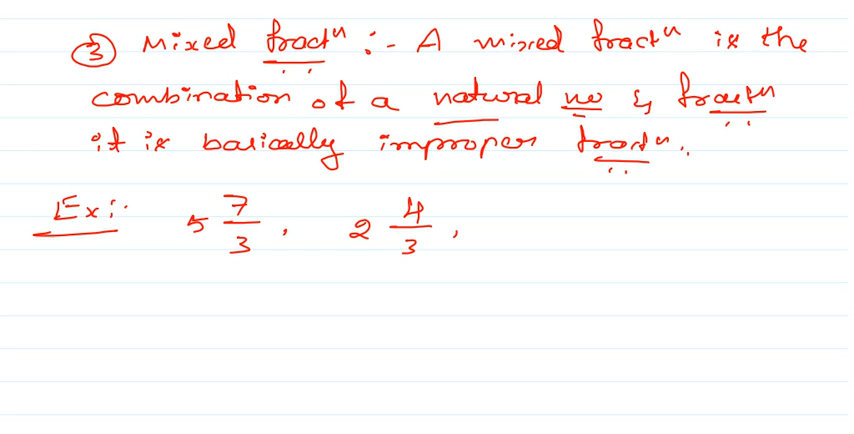 ③ Mixed fractⁿ :- A mixed fractⁿ is the
combination of a natural no & fractⁿ
it is basically improper fractⁿ.
Ex:- 5 7/3, 2 4/3,